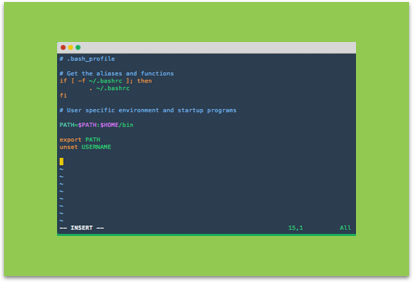 # .bash_profile
# Get the aliases and functions
if [ -f ~/.bashrc ]; then
. ~/.bashrc
fi
# User specific environment and startup programs
PATH=$PATH:$HOME/bin
export PATH
unset USERNAME
~
~
~
~
~
~
~
-- INSERT -- 15,1 All